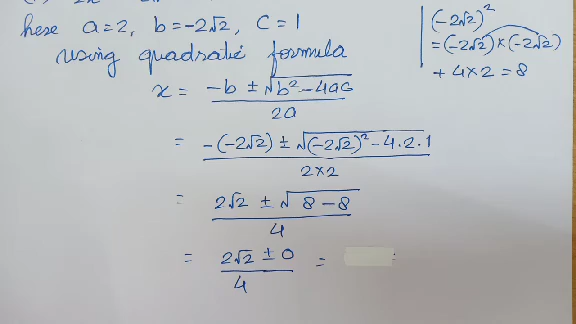 here a=2, b=-2√2, c=1
using quadratic formula
x = (-b ± √(b² - 4ac))/2a
= (-(-2√2) ± √((-2√2)² - 4.2.1))/(2×2)
= (2√2 ± √(8-8))/4
= (2√2 ± 0)/4 =
(-2√2)²
= (-2√2)×(-2√2)
+ 4×2 = 8